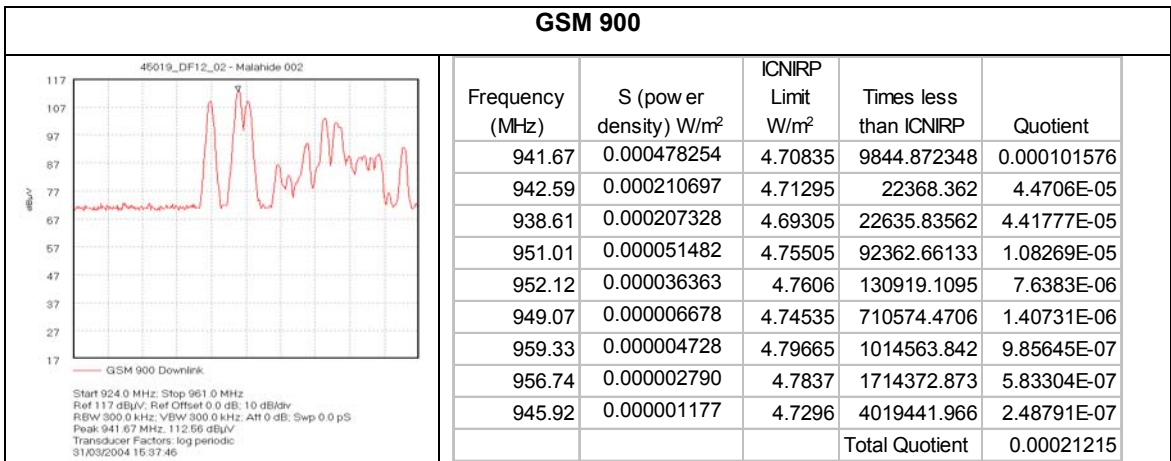 GSM 900
45019_DF12_02 - Malahide 002
117
107
97
87
77
67
57
47
37
27
17
dBµV
GSM 900 Downlink
Start 924.0 MHz; Stop 961.0 MHz
Ref 117 dBµV; Ref Offset 0.0 dB; 10 dB/div
RBW 300.0 kHz; VBW 300.0 kHz; Att 0 dB; Swp 0.0 pS
Peak 941.67 MHz, 112.56 dBµV
Transducer Factors: log periodic
31/03/2004 15:37:46
Frequency (MHz) S (pow er density) W/m² ICNIRP Limit W/m² Times less than ICNIRP Quotient
941.67 0.000478254 4.70835 9844.872348 0.000101576
942.59 0.000210697 4.71295 22368.362 4.4706E-05
938.61 0.000207328 4.69305 22635.83562 4.41777E-05
951.01 0.000051482 4.75505 92362.66133 1.08269E-05
952.12 0.000036363 4.7606 130919.1095 7.6383E-06
949.07 0.000006678 4.74535 710574.4706 1.40731E-06
959.33 0.000004728 4.79665 1014563.842 9.85645E-07
956.74 0.000002790 4.7837 1714372.873 5.83304E-07
945.92 0.000001177 4.7296 4019441.966 2.48791E-07
Total Quotient 0.00021215